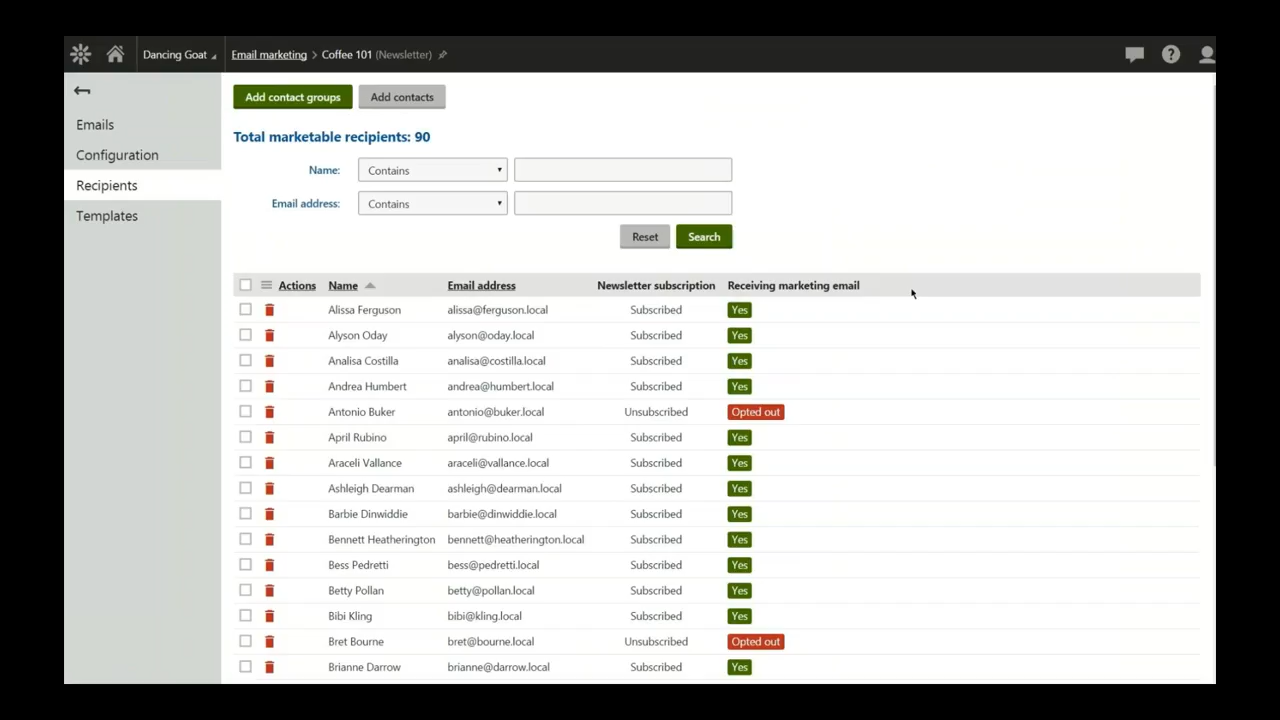 Dancing Goat Email marketing > Coffee 101 (Newsletter)
Add contact groups Add contacts
Emails
Configuration
Recipients
Templates
Total marketable recipients: 90
Name: Contains
Email address: Contains
Reset Search
Actions Name Email address Newsletter subscription Receiving marketing email
Alissa Ferguson alissa@ferguson.local Subscribed Yes
Alyson Oday alyson@oday.local Subscribed Yes
Analisa Costilla analisa@costilla.local Subscribed Yes
Andrea Humbert andrea@humbert.local Subscribed Yes
Antonio Buker antonio@buker.local Unsubscribed Opted out
April Rubino april@rubino.local Subscribed Yes
Araceli Vallance araceli@vallance.local Subscribed Yes
Ashleigh Dearman ashleigh@dearman.local Subscribed Yes
Barbie Dinwiddie barbie@dinwiddie.local Subscribed Yes
Bennett Heatherington bennett@heatherington.local Subscribed Yes
Bess Pedretti bess@pedretti.local Subscribed Yes
Betty Pollan betty@pollan.local Subscribed Yes
Bibi Kling bibi@kling.local Subscribed Yes
Bret Bourne bret@bourne.local Unsubscribed Opted out
Brianne Darrow brianne@darrow.local Subscribed Yes